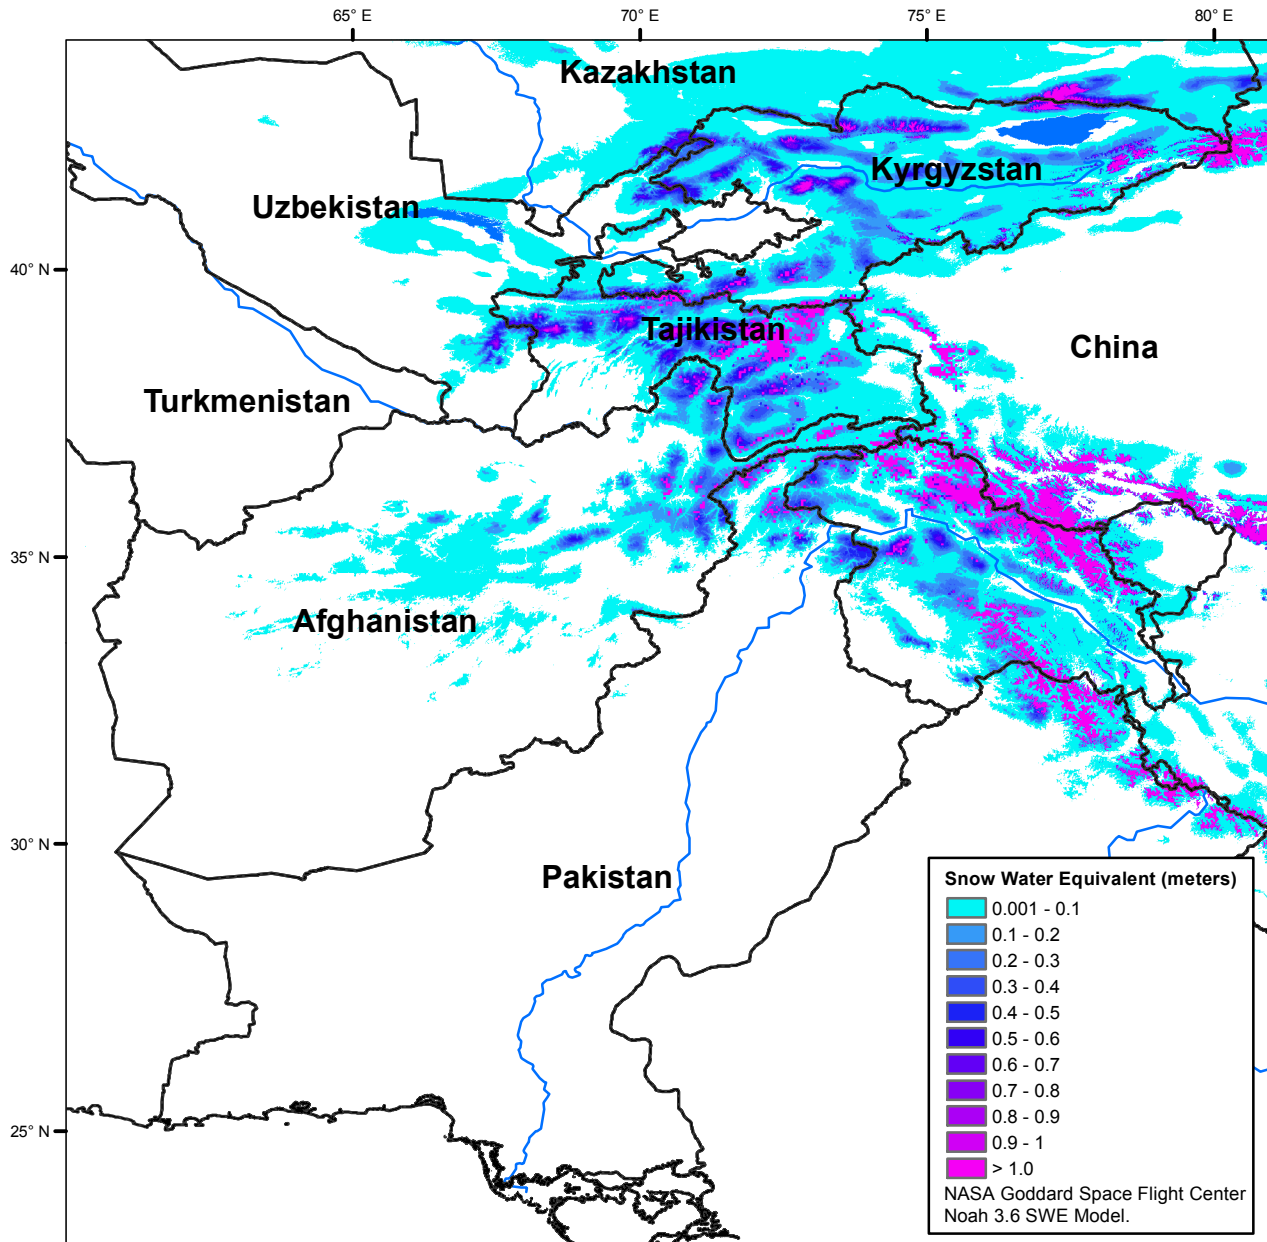 65° E
70° E
75° E
80° E
Kazakhstan
Kyrgyzstan
Uzbekistan
40° N
Tajikistan
China
Turkmenistan
35° N
Afghanistan
30° N
Pakistan
Snow Water Equivalent (meters)
0.001 - 0.1
0.1 - 0.2
0.2 - 0.3
0.3 - 0.4
0.4 - 0.5
0.5 - 0.6
0.6 - 0.7
0.7 - 0.8
0.8 - 0.9
0.9 - 1
> 1.0
25° N
NASA Goddard Space Flight Center
Noah 3.6 SWE Model.